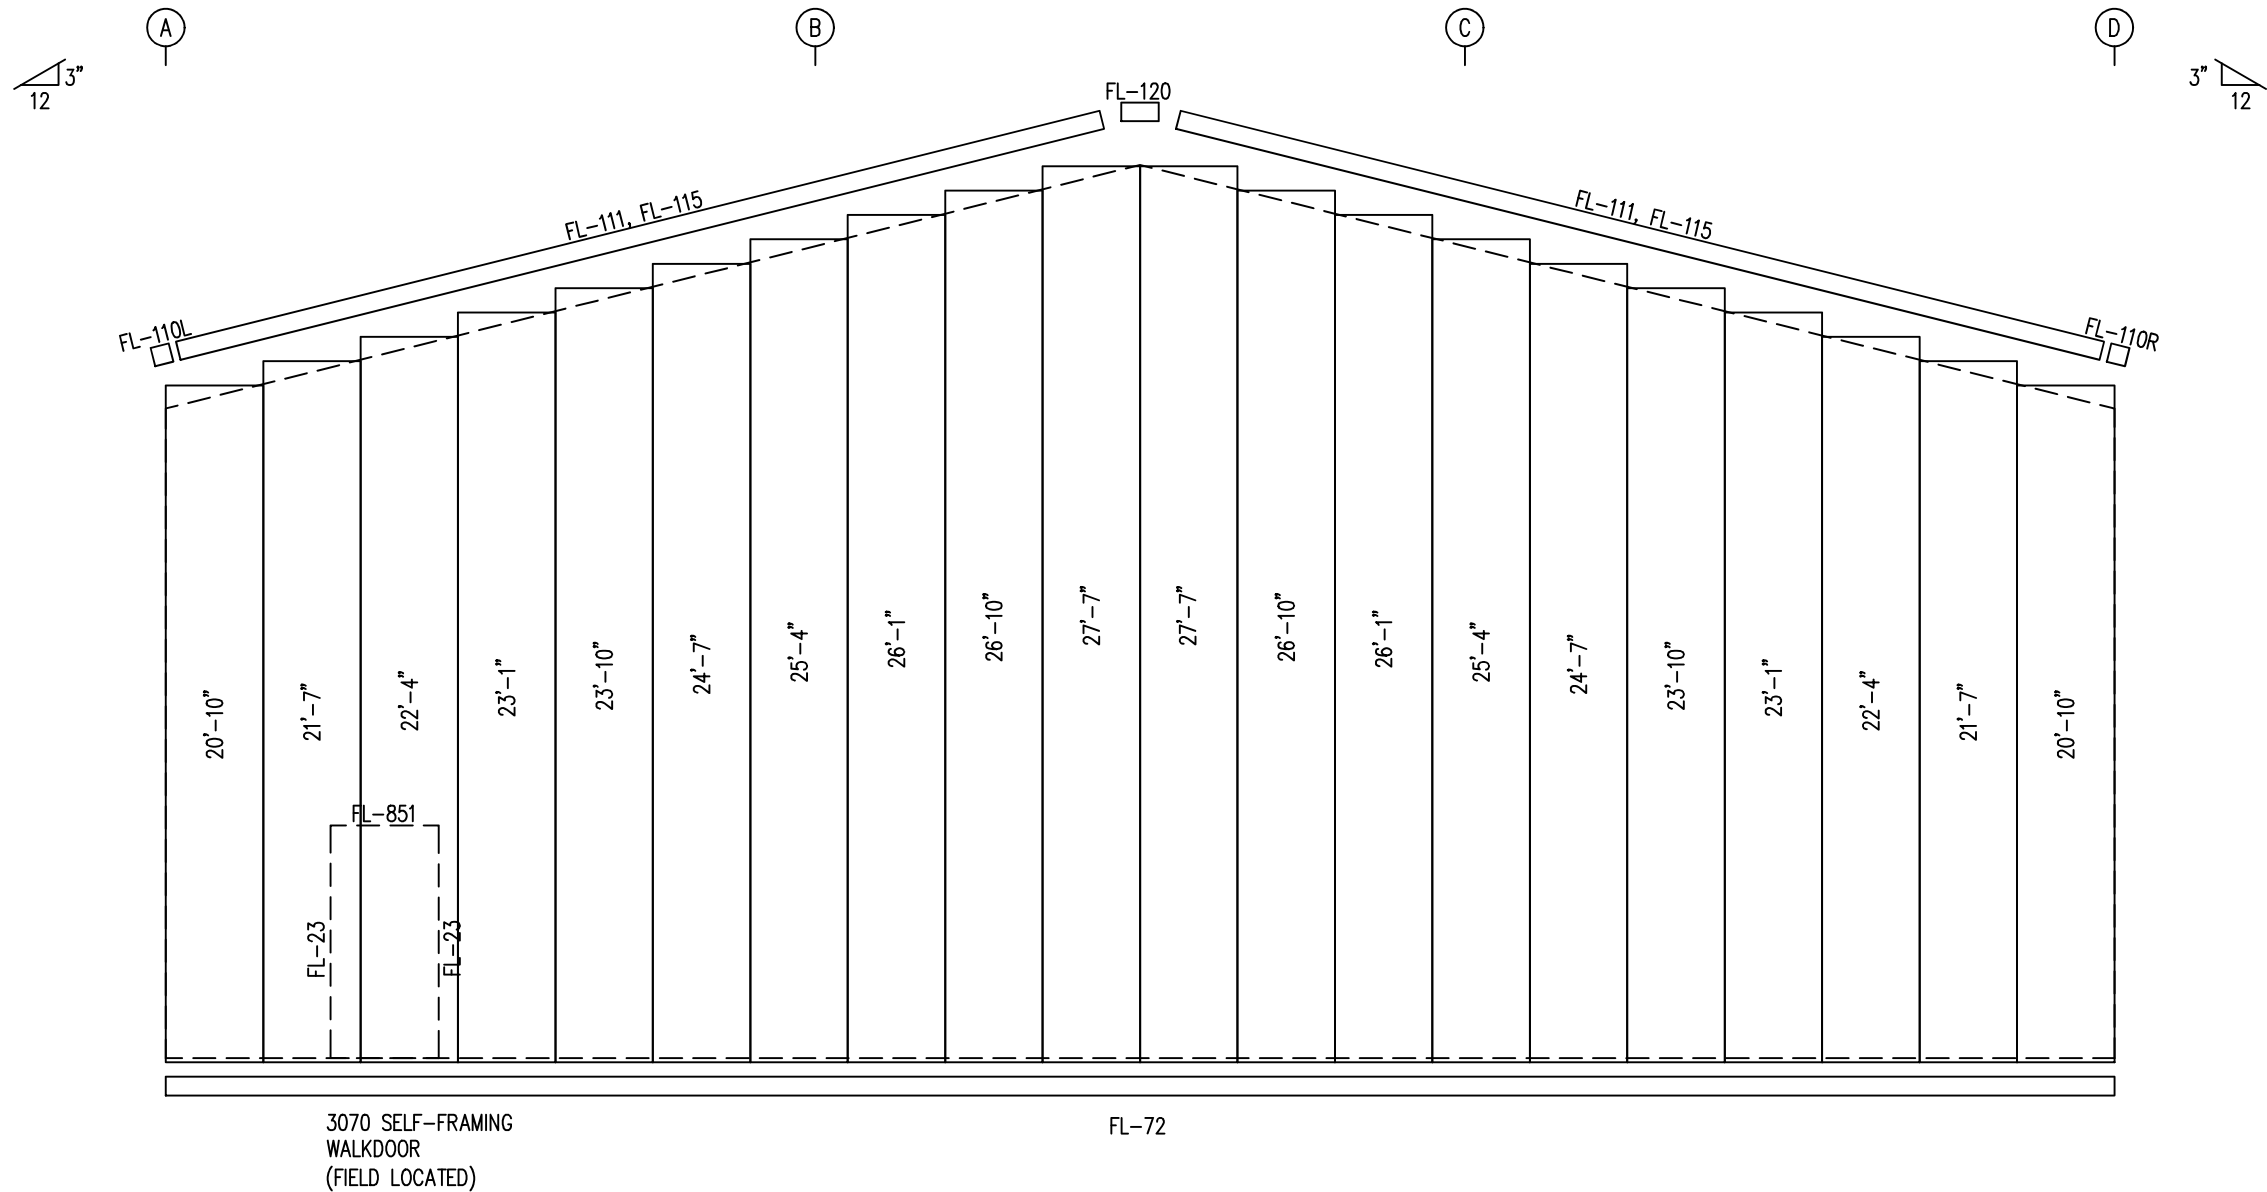 A
B
C
D
3"
12
3"
12
FL-120
FL-111, FL-115
FL-111, FL-115
FL-110L
FL-110R
20'-10"
21'-7"
22'-4"
23'-1"
23'-10"
24'-7"
25'-4"
26'-1"
26'-10"
27'-7"
27'-7"
26'-10"
26'-1"
25'-4"
24'-7"
23'-10"
23'-1"
22'-4"
21'-7"
20'-10"
FL-851
FL-23
FL-23
3070 SELF-FRAMING
WALKDOOR
(FIELD LOCATED)
FL-72